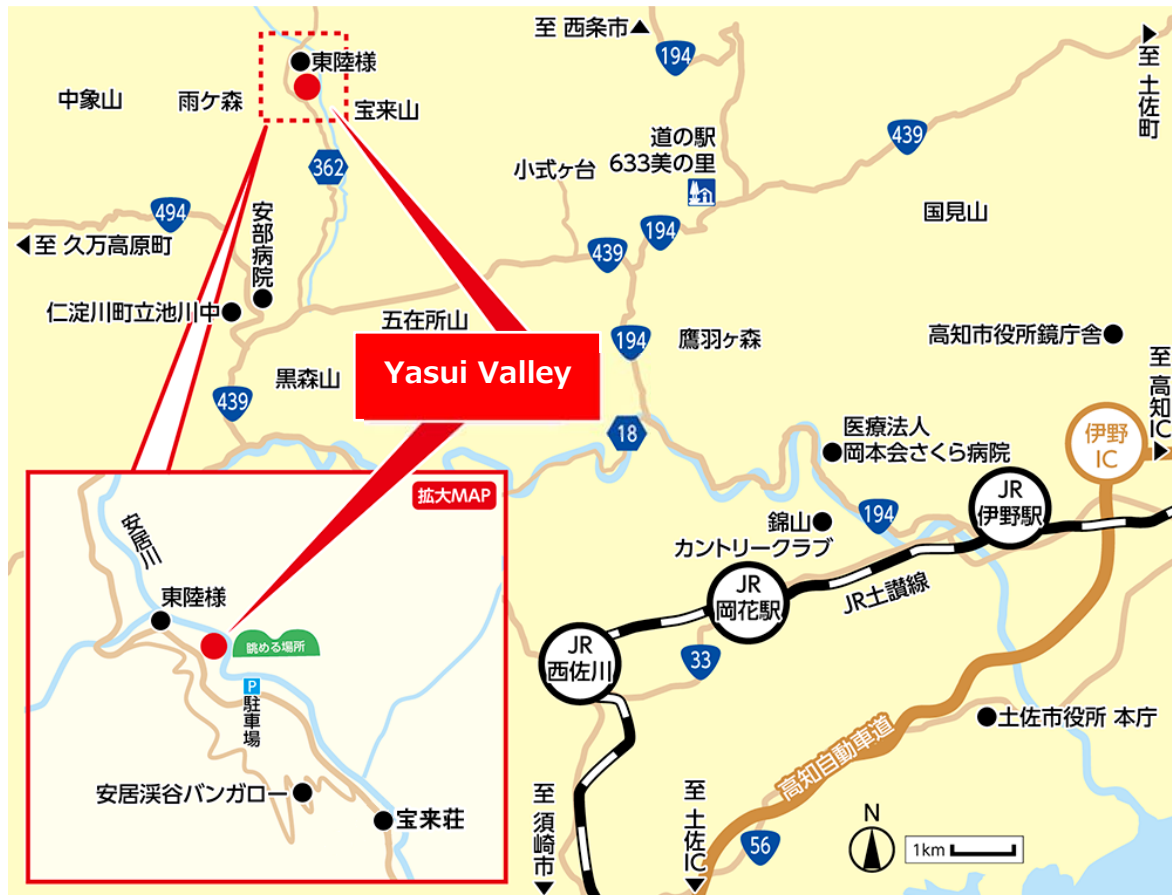 至 西条市▲
194
▶
至 土佐町
東陸様
中象山
雨ケ森
宝来山
362
道の駅
633美の里
439
小式ヶ台
494
安部病院
国見山
194
◀至 久万高原町
439
仁淀川町立池川中
五在所山
194
鷹羽ヶ森
高知市役所鏡庁舎
至 高知IC
▶
Yasui Valley
黒森山
439
18
医療法人
岡本会さくら病院
伊野
IC
拡大MAP
JR
伊野駅
194
錦山
カントリークラブ
安居川
JR土讃線
JR
岡花駅
東陸様
眺める場所
JR
西佐川
33
P
駐車場
土佐市役所 本庁
高知自動車道
安居渓谷バンガロー
宝来荘
至 須崎市
▼
至 土佐IC
▼
56
N
1km